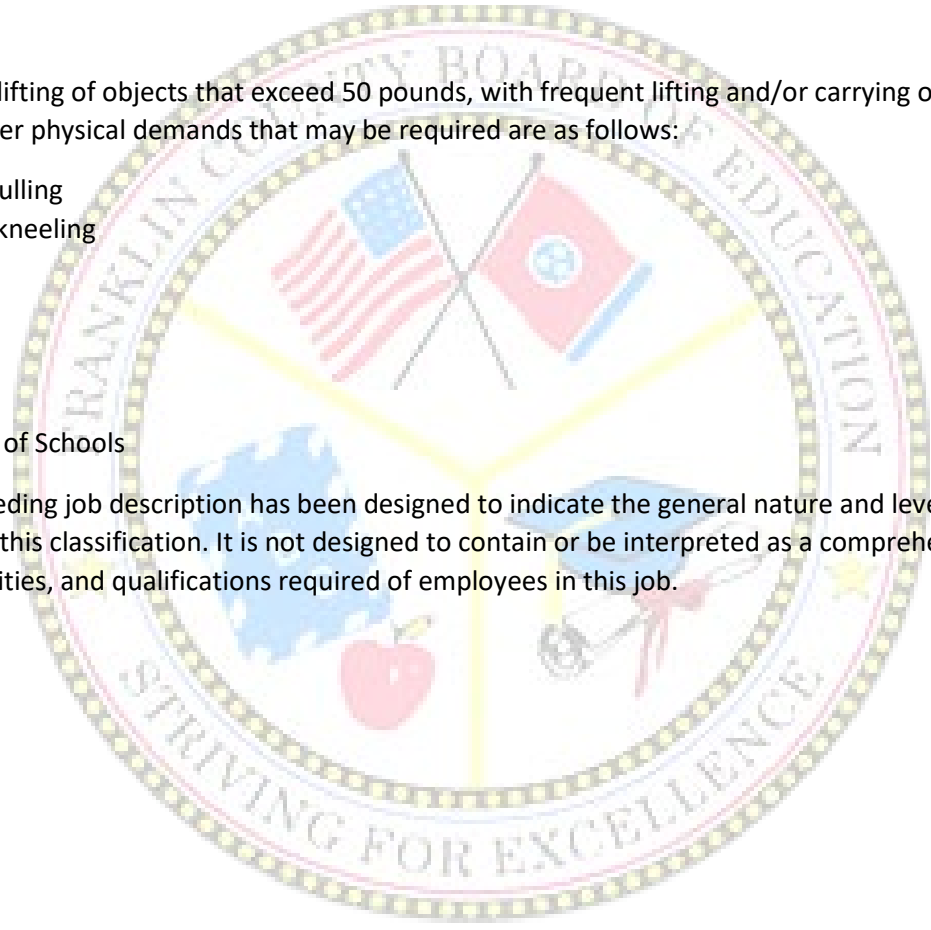 FRANKLIN COUNTY BOARD OF EDUCATION
lifting of objects that exceed 50 pounds, with frequent lifting and/or carrying o
er physical demands that may be required are as follows:
ulling
kneeling
of Schools
eding job description has been designed to indicate the general nature and leve
this classification. It is not designed to contain or be interpreted as a comprehe
ities, and qualifications required of employees in this job.
STRIVING FOR EXCELLENCE